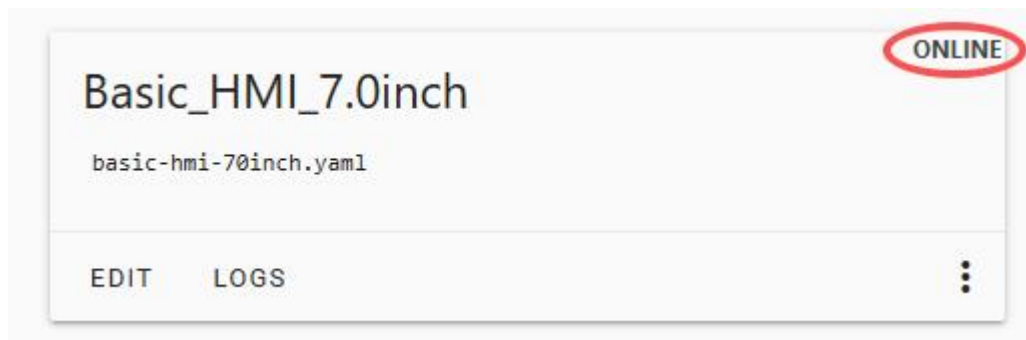 ONLINE
Basic_HMI_7.0inch
basic-hmi-70inch.yaml
EDIT LOGS